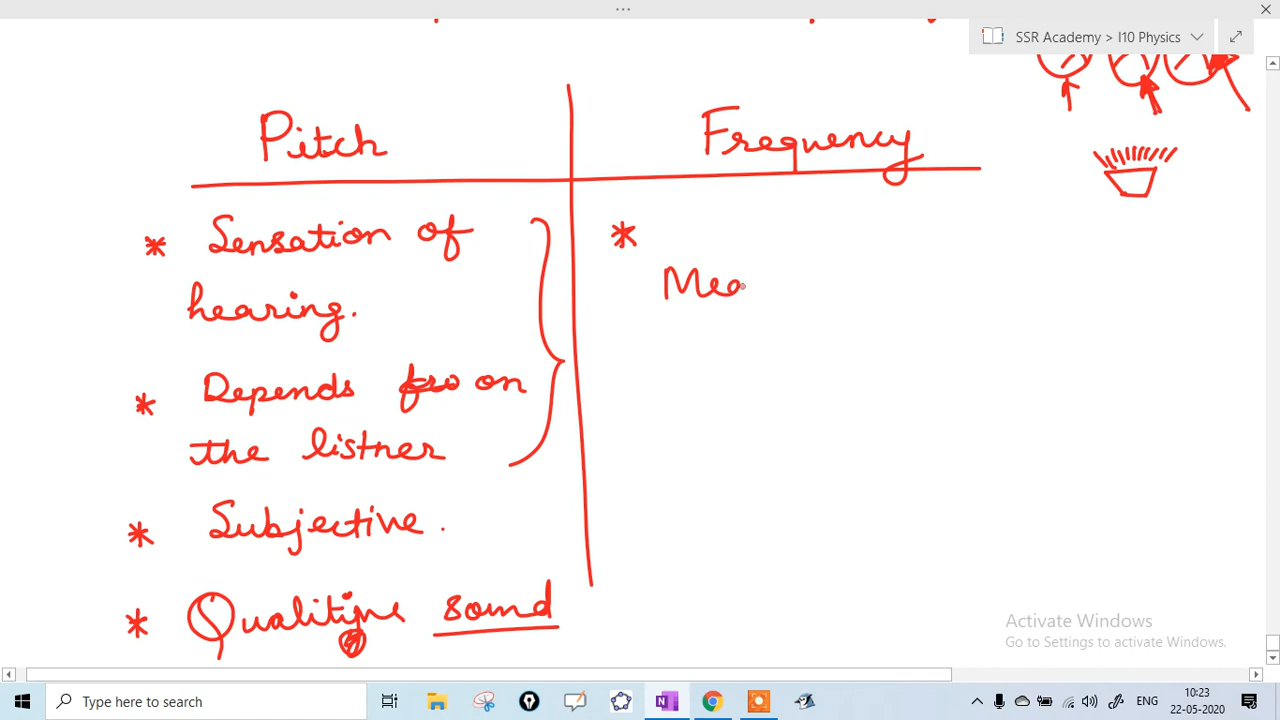 SSR Academy > I10 Physics
Pitch
Frequency
* Sensation of
hearing.
* Depends fro on
the listner
* Subjective.
* Qualitive sound
*
Mea
Activate Windows
Go to Settings to activate Windows.
Type here to search
ENG
10:23
22-05-2020